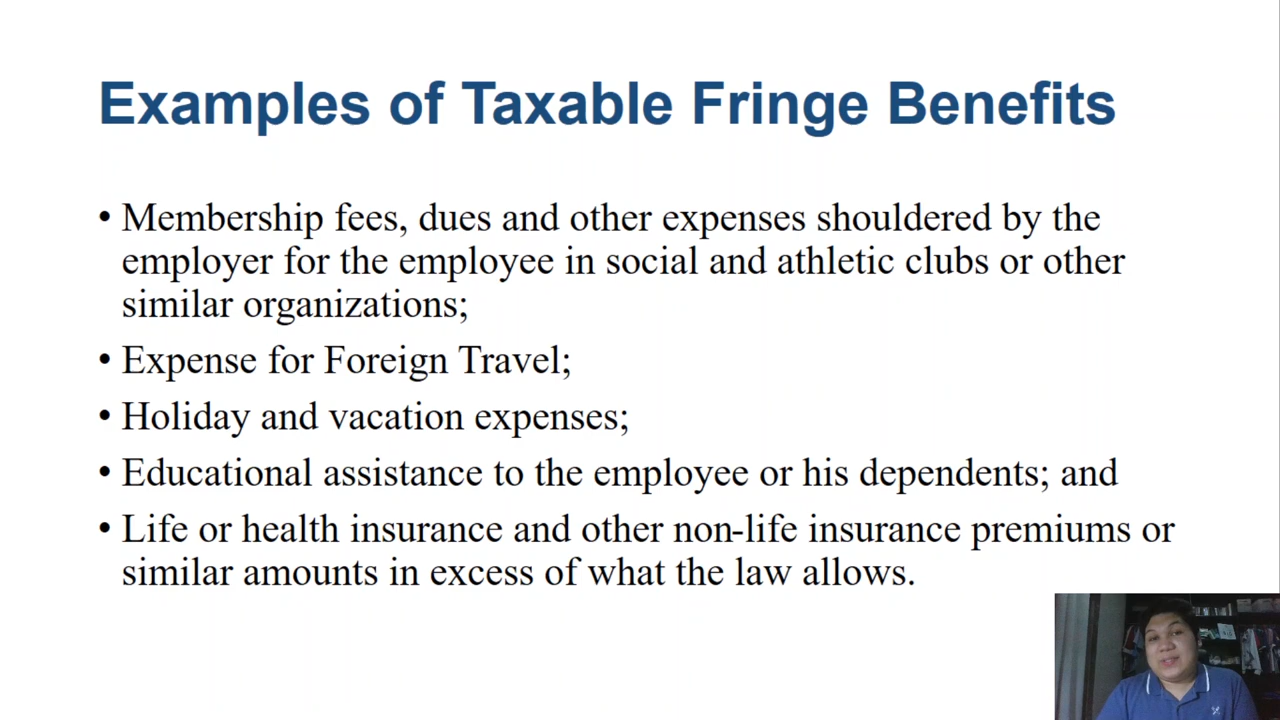 Examples of Taxable Fringe Benefits
• Membership fees, dues and other expenses shouldered by the
employer for the employee in social and athletic clubs or other
similar organizations;
• Expense for Foreign Travel;
• Holiday and vacation expenses;
• Educational assistance to the employee or his dependents; and
• Life or health insurance and other non-life insurance premiums or
similar amounts in excess of what the law allows.